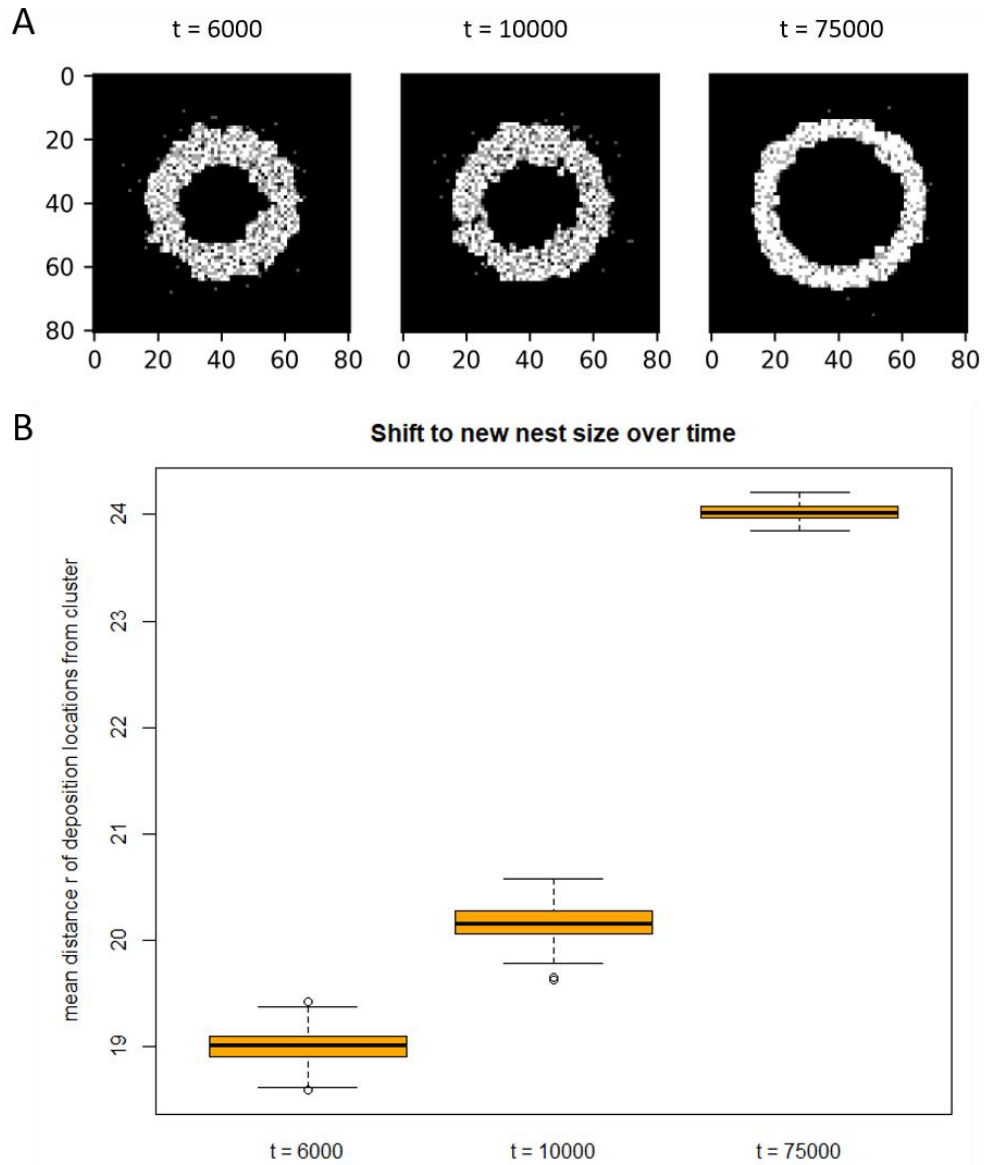 A
t = 6000 t = 10000 t = 75000
0
20
40
60
80
0 20 40 60 80 0 20 40 60 80 0 20 40 60 80
B
Shift to new nest size over time
mean distance r of deposition locations from cluster
24
23
22
21
20
19
t = 6000 t = 10000 t = 75000